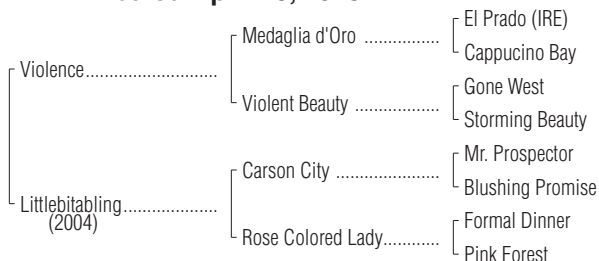 El Prado (IRE)
Medaglia d'Oro ...............
Cappucino Bay
Violence..........................
Gone West
Violent Beauty .................
Storming Beauty
Mr. Prospector
Carson City .....................
Blushing Promise
Littlebitabling...................
(2004)
Formal Dinner
Rose Colored Lady............
Pink Forest